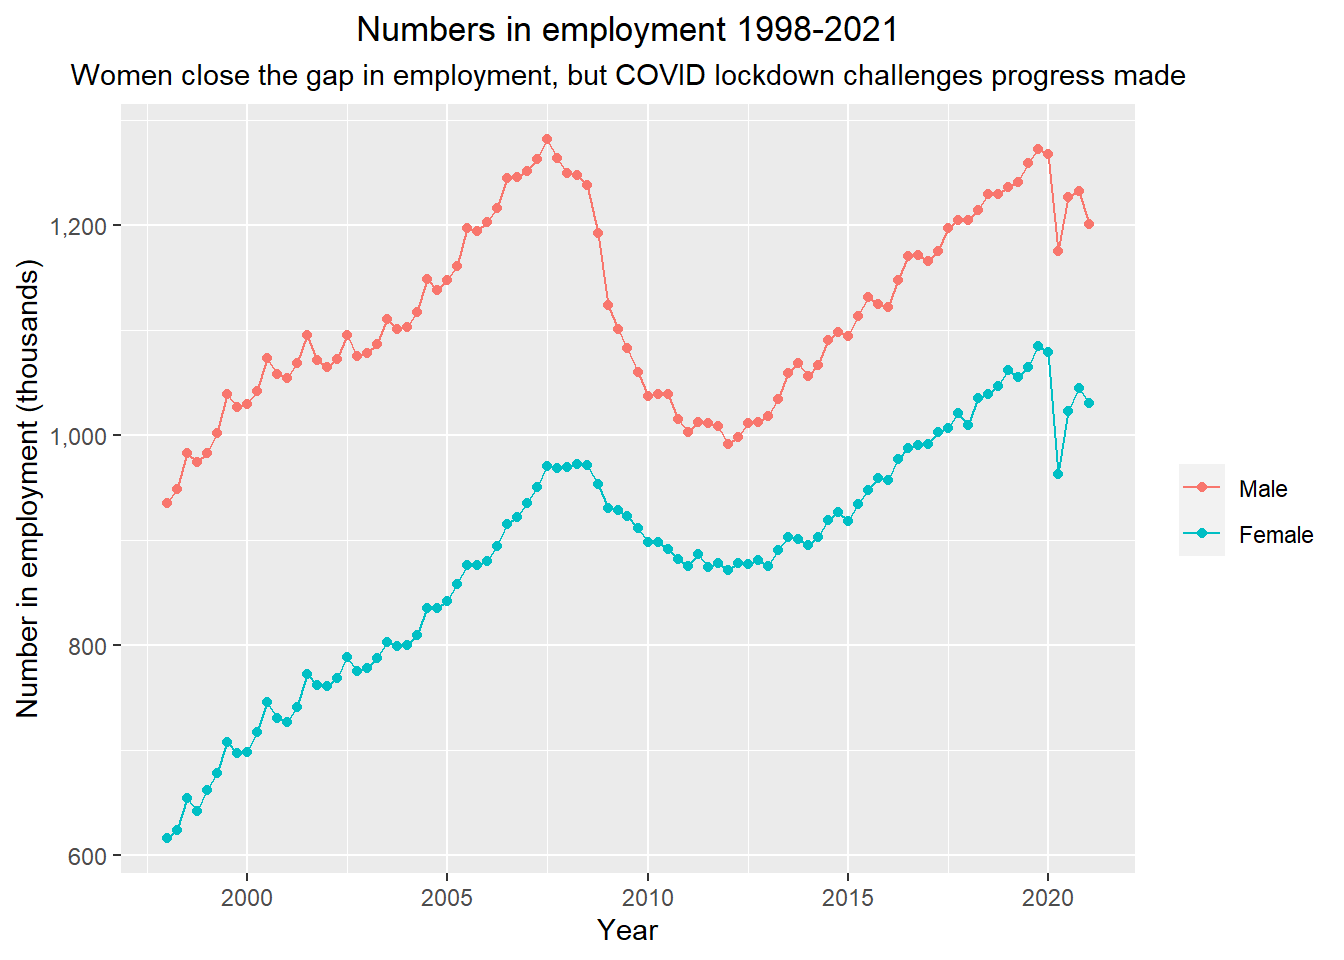 Numbers in employment 1998-2021
Women close the gap in employment, but COVID lockdown challenges progress made
Number in employment (thousands)
1,200
1,000
800
600
2000
2005
2010
2015
2020
Year
Male
Female